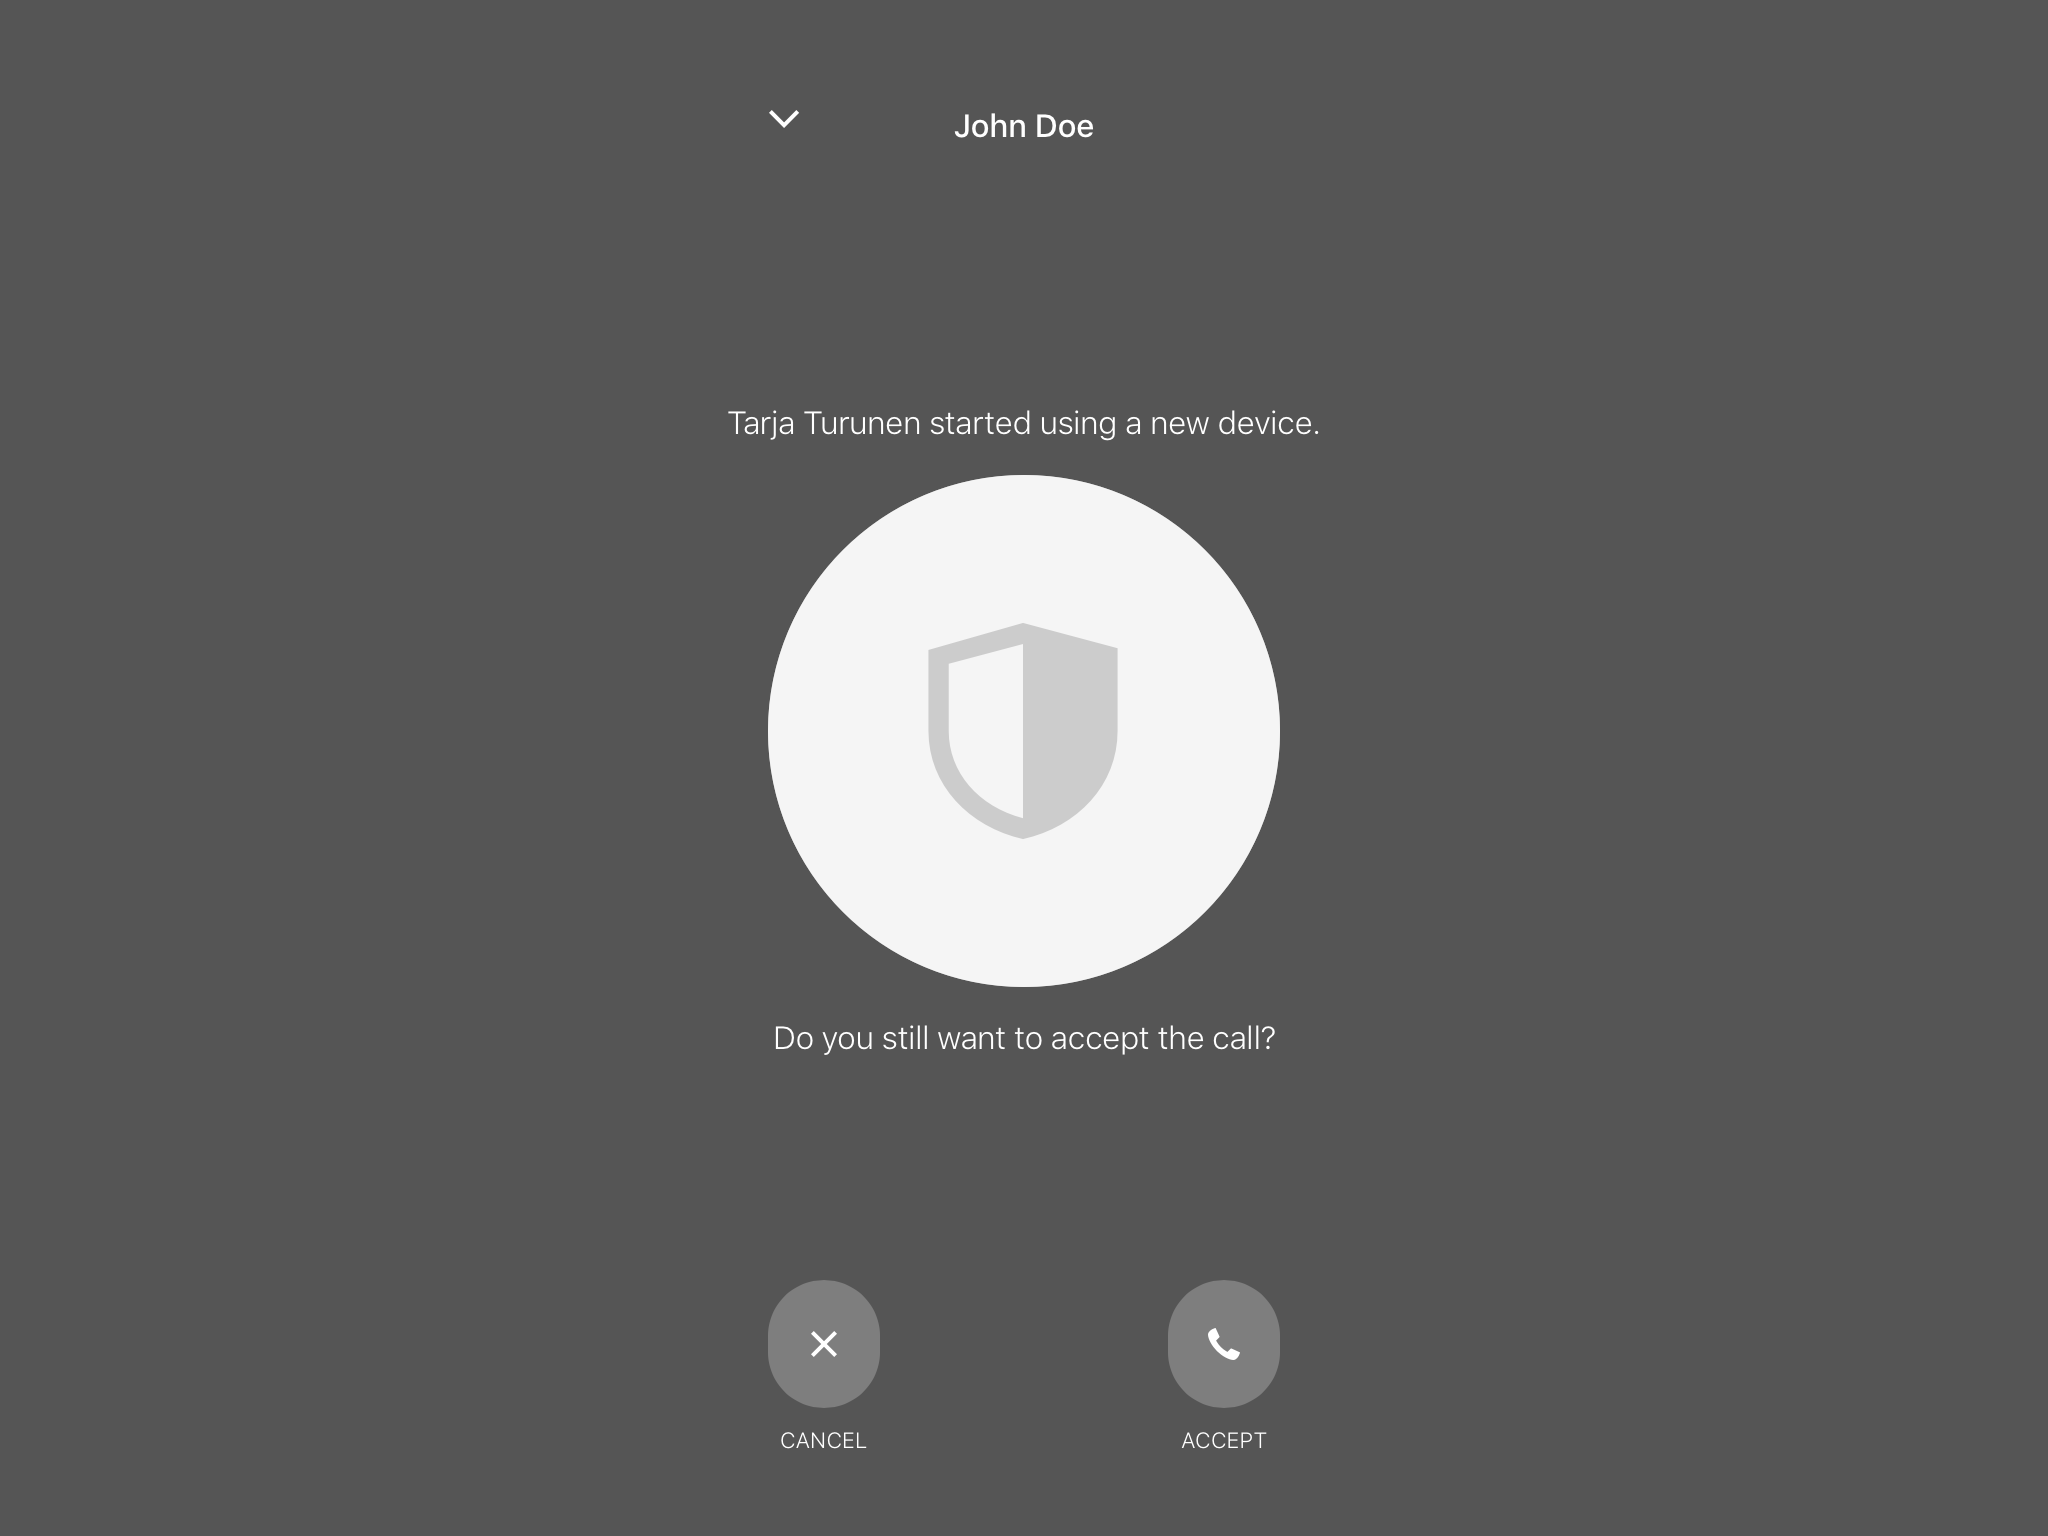 John Doe
Tarja Turunen started using a new device.
Do you still want to accept the call?
CANCEL
ACCEPT